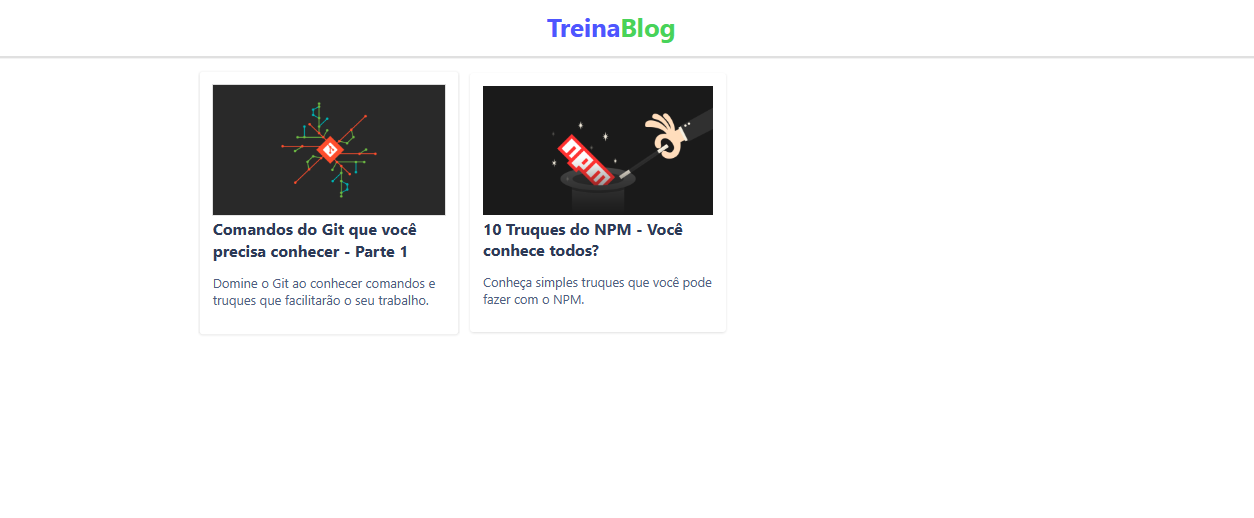 TreinaBlog
npm
Comandos do Git que você
precisa conhecer - Parte 1
Domine o Git ao conhecer comandos e
truques que facilitarão o seu trabalho.
10 Truques do NPM - Você
conhece todos?
Conheça simples truques que você pode
fazer com o NPM.